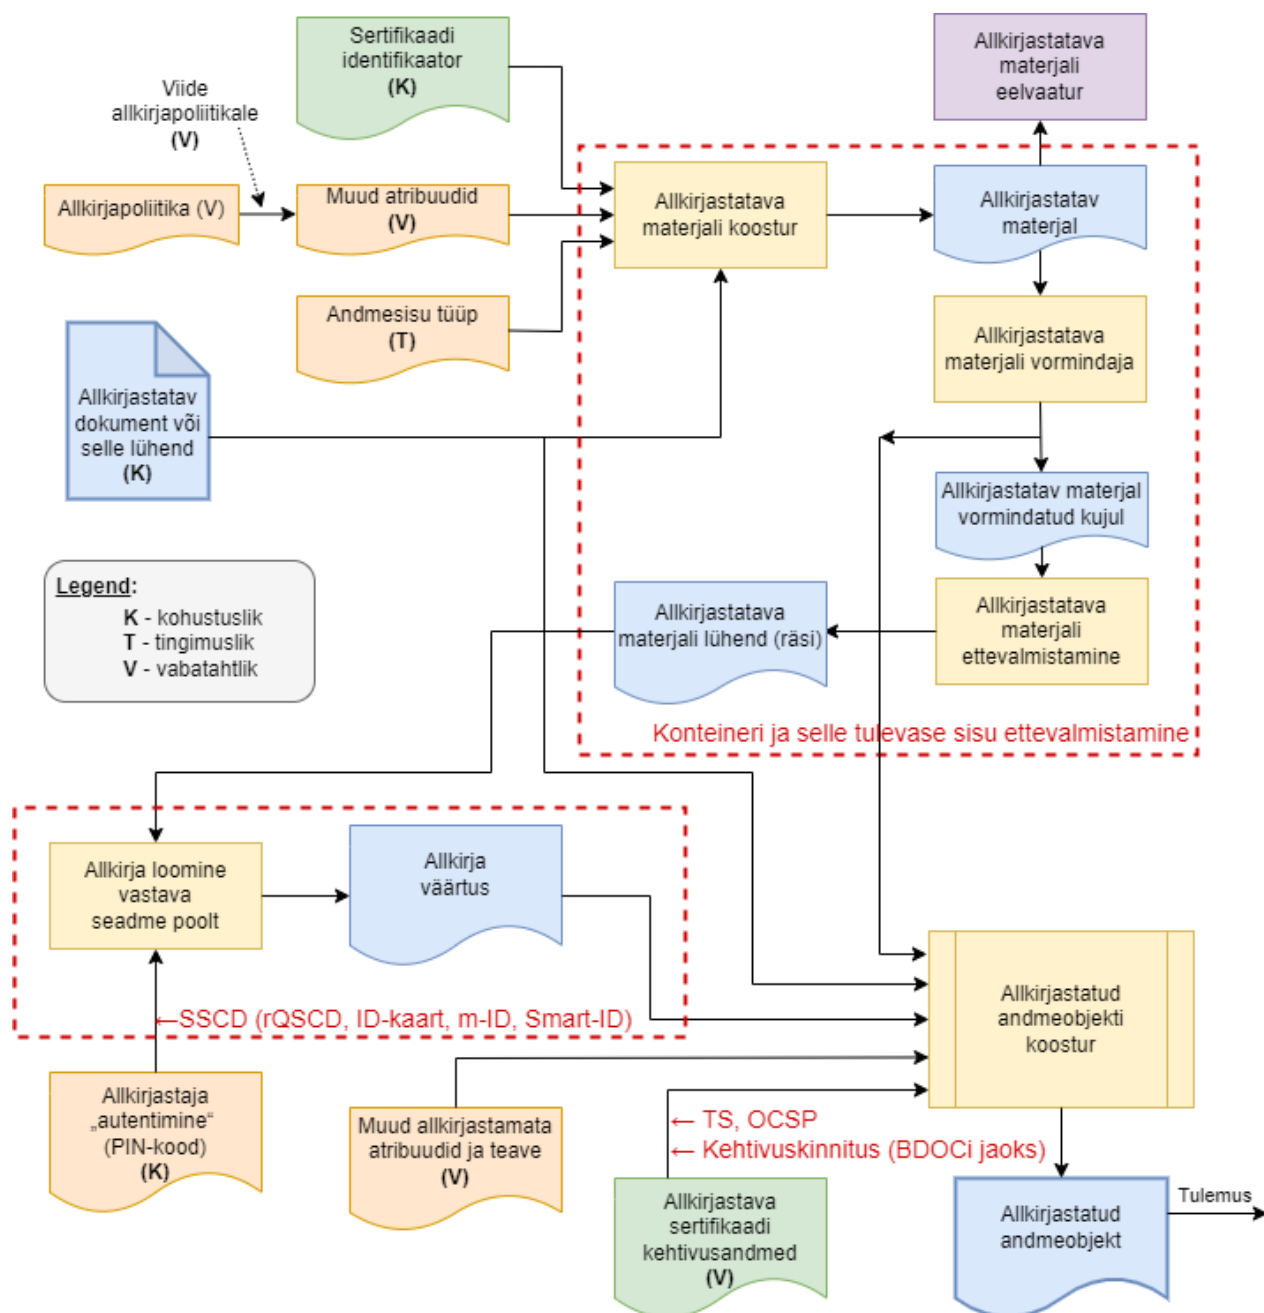 Sertifikaadi
identifikaator
(K)
Allkirjastatava
materjali
eelvaatur
Viide
allkirjapoliitikale
(V)
Allkirjapoliitika (V)
Muud atribuudid
(V)
Allkirjastatava
materjali koostur
Allkirjastatav
materjal
Andmesisu tüüp
(T)
Allkirjastatava
materjali vormindaja
Allkirjastatav
dokument või
selle lühend
(K)
Allkirjastatav materjal
vormindatud kujul
Legend:
K - kohustuslik
T - tingimuslik
V - vabatahtlik
Allkirjastatava
materjali lühend (räsi)
Allkirjastatava
materjali
ettevalmistamine
Konteineri ja selle tulevase sisu ettevalmistamine
Allkirja loomine
vastava
seadme poolt
Allkirja
väärtus
←SSCD (rQSCD, ID-kaart, m-ID, Smart-ID)
Allkirjastatud
andmeobjekti
koostur
Allkirjastaja
„autentimine“
(PIN-kood)
(K)
Muud allkirjastamata
atribuudid ja teave
(V)
← TS, OCSP
← Kehtivuskinnitus (BDOCi jaoks)
Allkirjastava
sertifikaadi
kehtivusandmed
(V)
Allkirjastatud
andmeobjekt
Tulemus